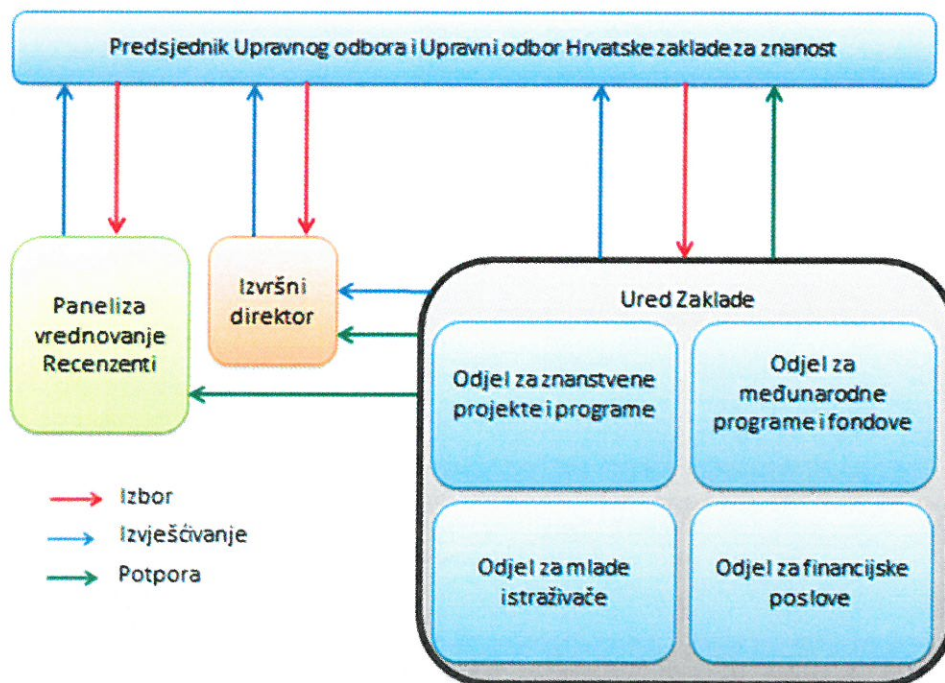 Predsjednik Upravnog odbora i Upravni odbor Hrvatske zaklade za znanost
Paneli za
vrednovanje
Recenzenti
Izvršni
direktor
Ured Zaklade
Odjel za znanstvene
projekte i programe
Odjel za
međunarodne
programe i fondove
Odjel za mlade
istraživače
Odjel za financijske
poslove
Izbor
Izvješćivanje
Potpora